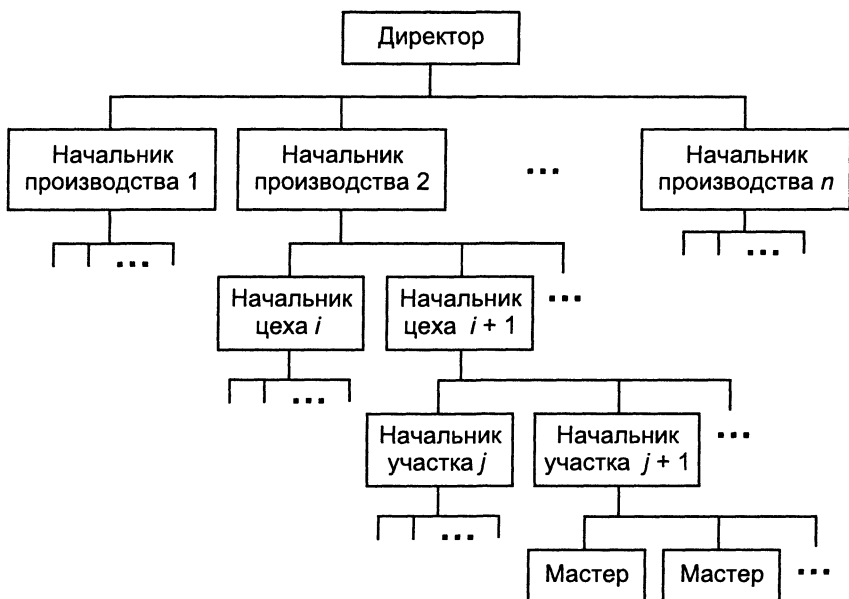 Директор
Начальник
производства 1
Начальник
производства 2
...
Начальник
производства n
...
...
Начальник
цеха i
Начальник
цеха i + 1
...
...
Начальник
участка j
Начальник
участка j + 1
...
...
Мастер
Мастер
...